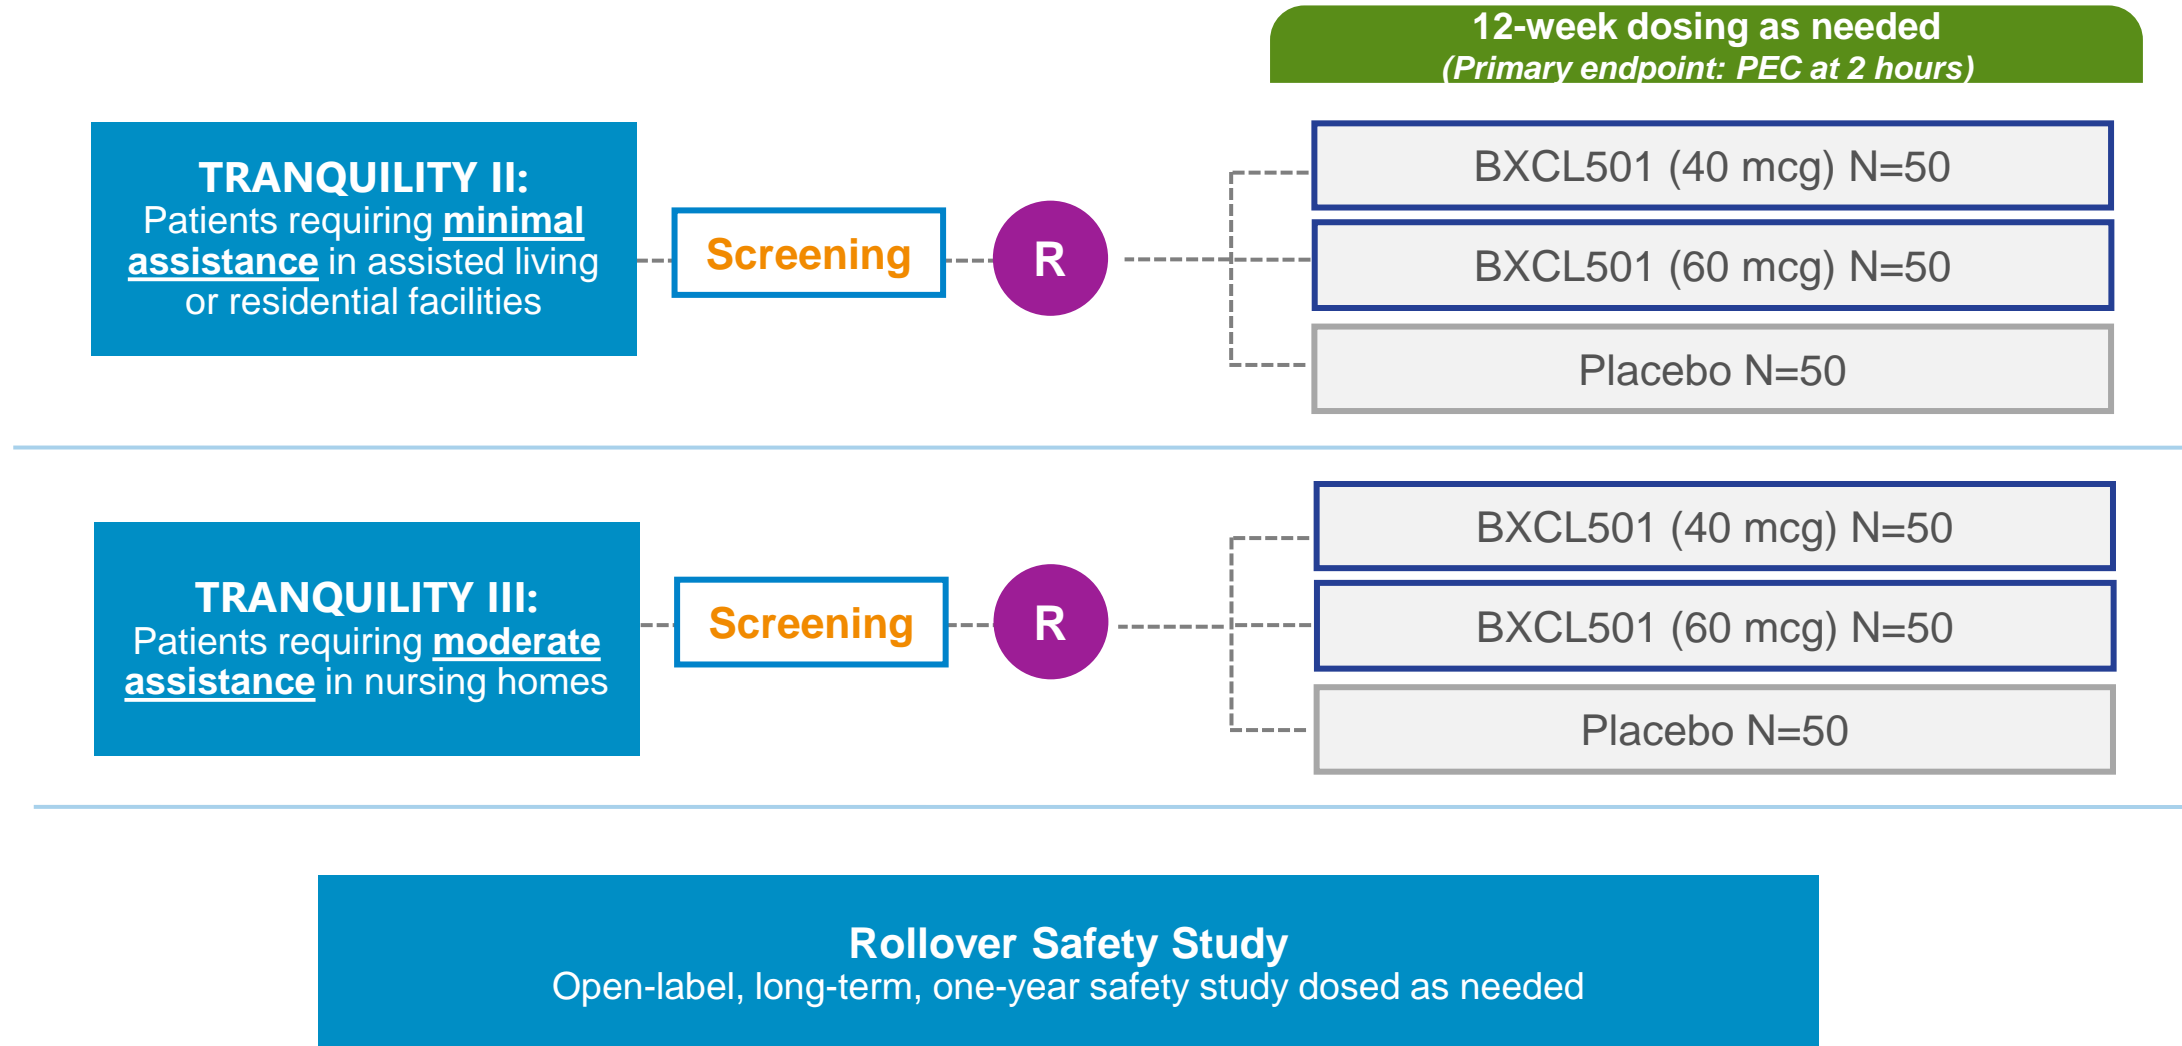 12-week dosing as needed
(Primary endpoint: PEC at 2 hours)
TRANQUILITY II:
Patients requiring minimal
assistance in assisted living
or residential facilities
Screening
R
BXCL501 (40 mcg) N=50
BXCL501 (60 mcg) N=50
Placebo N=50
TRANQUILITY III:
Patients requiring moderate
assistance in nursing homes
Screening
R
BXCL501 (40 mcg) N=50
BXCL501 (60 mcg) N=50
Placebo N=50
Rollover Safety Study
Open-label, long-term, one-year safety study dosed as needed